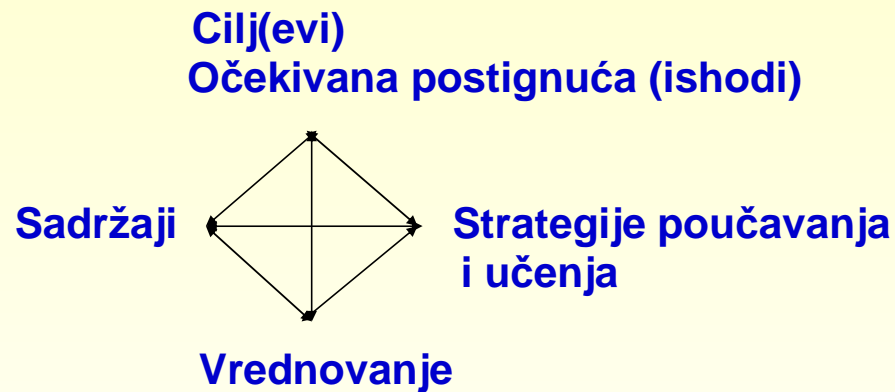 Cilj(evi)
Očekivana postignuća (ishodi)
Sadržaji
Strategije poučavanja
i učenja
Vrednovanje